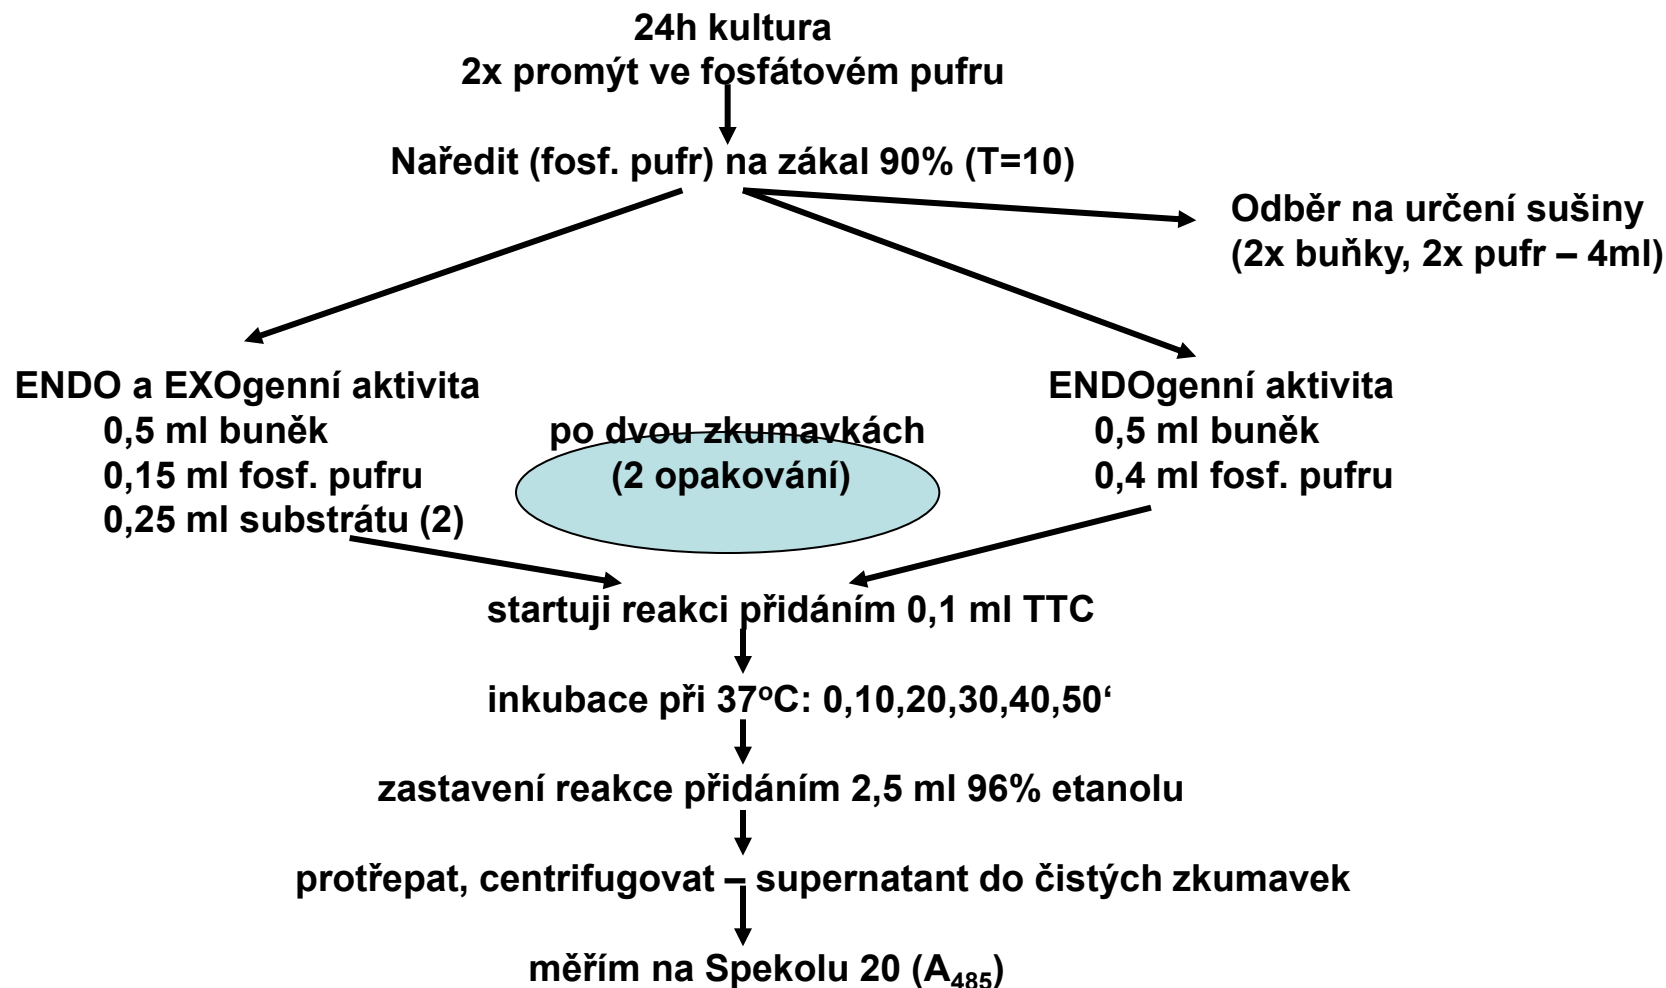 24h kultura
2x promýt ve fosfátovém pufru
Naředit (fosf. pufr) na zákal 90% (T=10)
Odběr na určení sušiny
(2x buňky, 2x pufr – 4ml)
ENDO a EXOgenní aktivita
0,5 ml buněk
0,15 ml fosf. pufru
0,25 ml substrátu (2)
po dvou zkumavkách
(2 opakování)
ENDOgenní aktivita
0,5 ml buněk
0,4 ml fosf. pufru
startuji reakci přidáním 0,1 ml TTC
inkubace při 37°C: 0,10,20,30,40,50‘
zastavení reakce přidáním 2,5 ml 96% etanolu
protřepat, centrifugovat – supernatant do čistých zkumavek
měřím na Spekolu 20 (A₄₈₅)